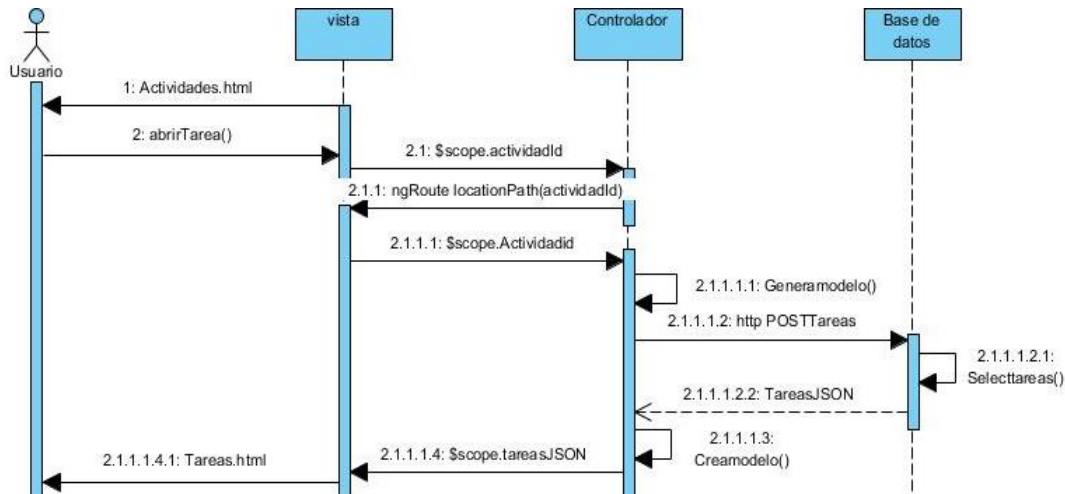 vista
Controlador
Base de
datos
Usuario
1: Actividades.html
2: abrirTarea()
2.1: $scope.actividadId
2.1.1: ngRoute locationPath(actividadId)
2.1.1.1: $scope.Actividadid
2.1.1.1.1: Generamodelo()
2.1.1.1.2: http POSTTareas
2.1.1.1.2.1:
Selecttareas()
2.1.1.1.2.2: TareasJSON
2.1.1.1.3:
Creamodelo()
2.1.1.1.4: $scope.tareasJSON
2.1.1.1.4.1: Tareas.html